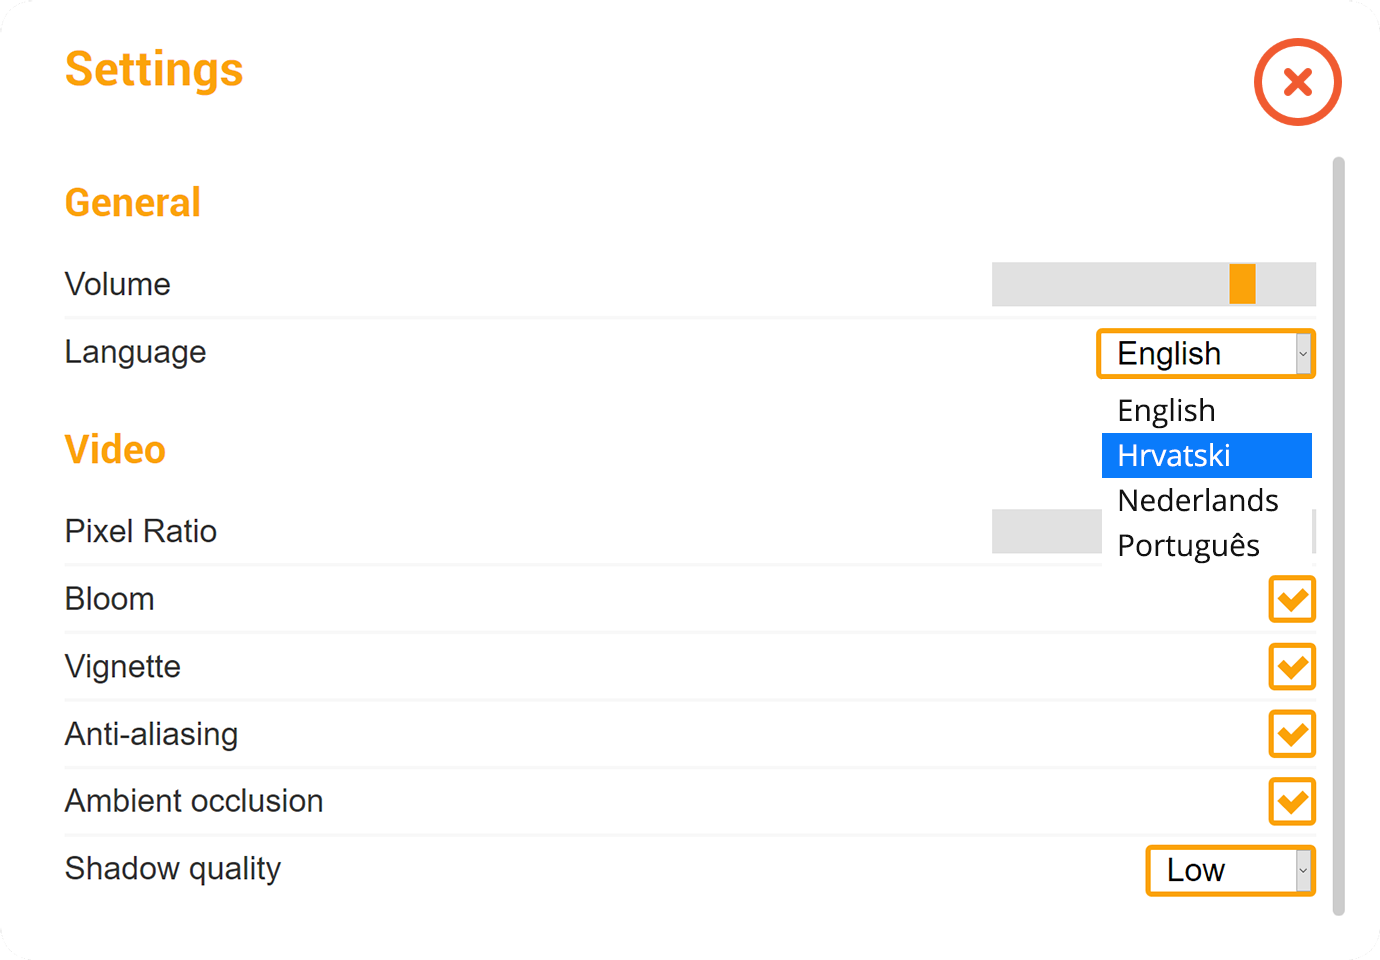 Settings
General
Volume
Language
English
English
Hrvatski
Nederlands
Português
Video
Pixel Ratio
Bloom
Vignette
Anti-aliasing
Ambient occlusion
Shadow quality
Low